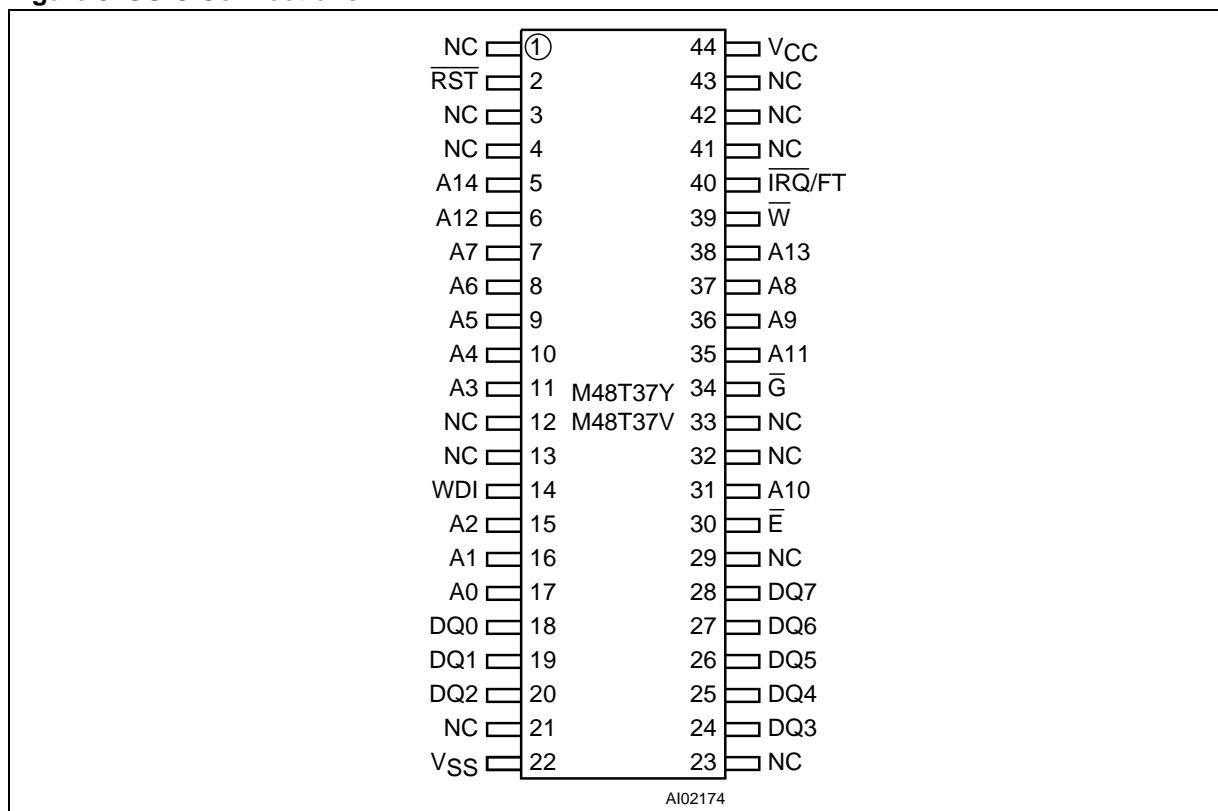 NC 1 44 VCC
R̅S̅T̅ 2 43 NC
NC 3 42 NC
NC 4 41 NC
A14 5 40 I̅R̅Q̅/FT
A12 6 39 W̅
A7 7 38 A13
A6 8 37 A8
A5 9 36 A9
A4 10 35 A11
A3 11 M48T37Y 34 G̅
NC 12 M48T37V 33 NC
NC 13 32 NC
WDI 14 31 A10
A2 15 30 E̅
A1 16 29 NC
A0 17 28 DQ7
DQ0 18 27 DQ6
DQ1 19 26 DQ5
DQ2 20 25 DQ4
NC 21 24 DQ3
VSS 22 23 NC
AI02174